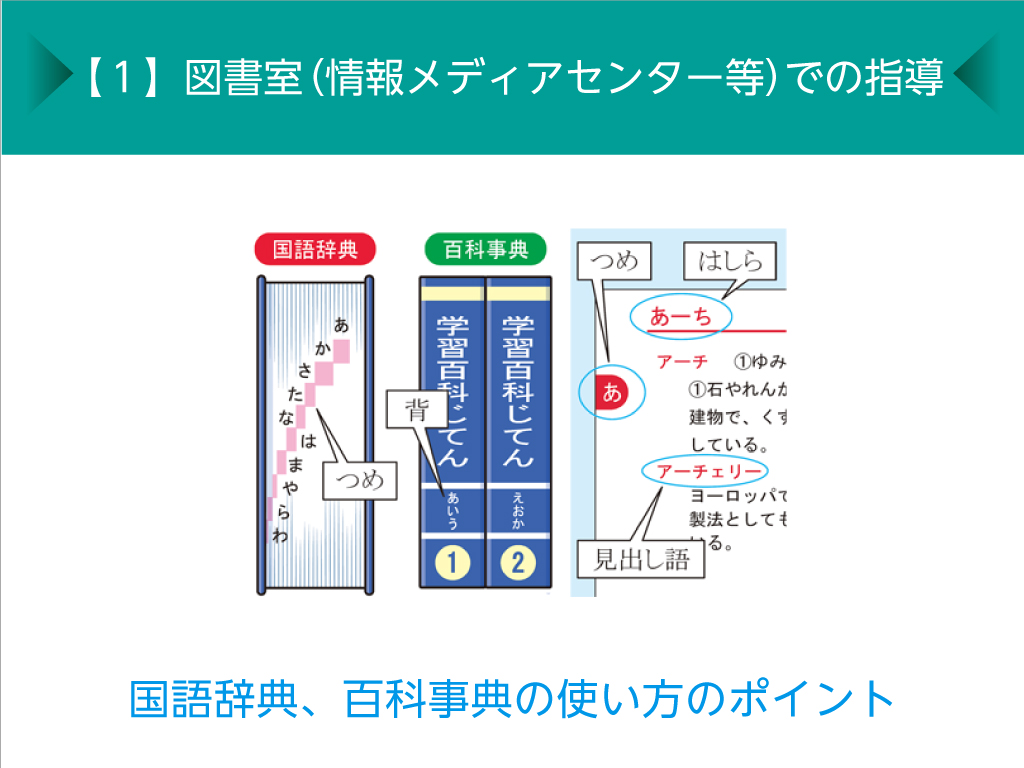 【１】図書室（情報メディアセンター等）での指導
国語辞典
あ
か
さ
た
な
は
ま
や
ら
わ
つめ
百科事典
学習百科じてん
あいう
1
学習百科じてん
えおか
2
背
つめ
はしら
あーち
あ
アーチ ①ゆみ
①石やれんが
建物で、くす
している。
アーチェリー
ヨーロッパで
製法としても
いる。
見出し語
国語辞典、百科事典の使い方のポイント